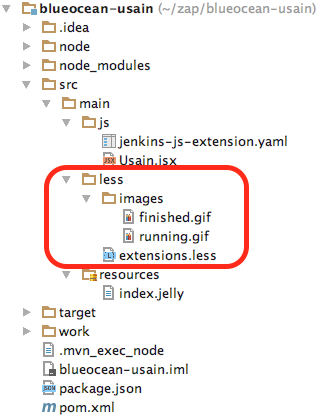 blueocean-usain (~/zap/blueocean-usain)
.idea
node
node_modules
src
main
js
jenkins-js-extension.yaml
Usain.jsx
less
images
finished.gif
running.gif
extensions.less
resources
index.jelly
target
work
.mvn_exec_node
blueocean-usain.iml
package.json
pom.xml